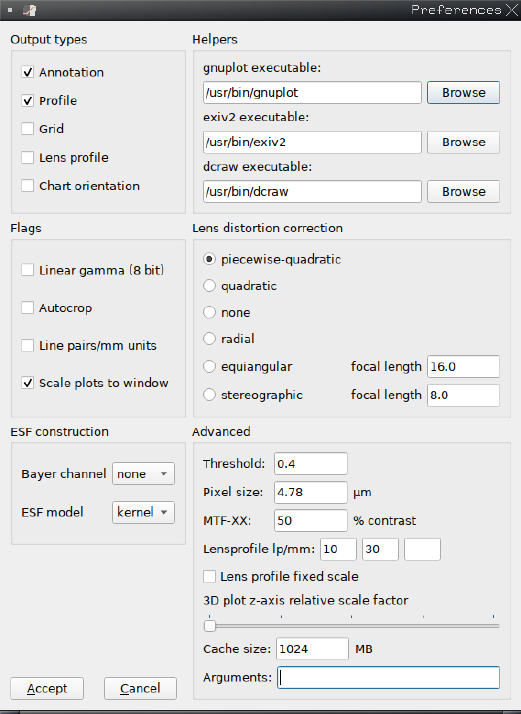 Preferences
Output types
Annotation
Profile
Grid
Lens profile
Chart orientation
Helpers
gnuplot executable:
/usr/bin/gnuplot Browse
exiv2 executable:
/usr/bin/exiv2 Browse
dcraw executable:
/usr/bin/dcraw Browse
Flags
Linear gamma (8 bit)
Autocrop
Line pairs/mm units
Scale plots to window
Lens distortion correction
piecewise-quadratic
quadratic
none
radial
equiangular focal length 16.0
stereographic focal length 8.0
ESF construction
Bayer channel none
ESF model kernel
Advanced
Threshold: 0.4
Pixel size: 4.78 μm
MTF-XX: 50 % contrast
Lensprofile lp/mm: 10 30
Lens profile fixed scale
3D plot z-axis relative scale factor
Cache size: 1024 MB
Arguments:
Accept Cancel